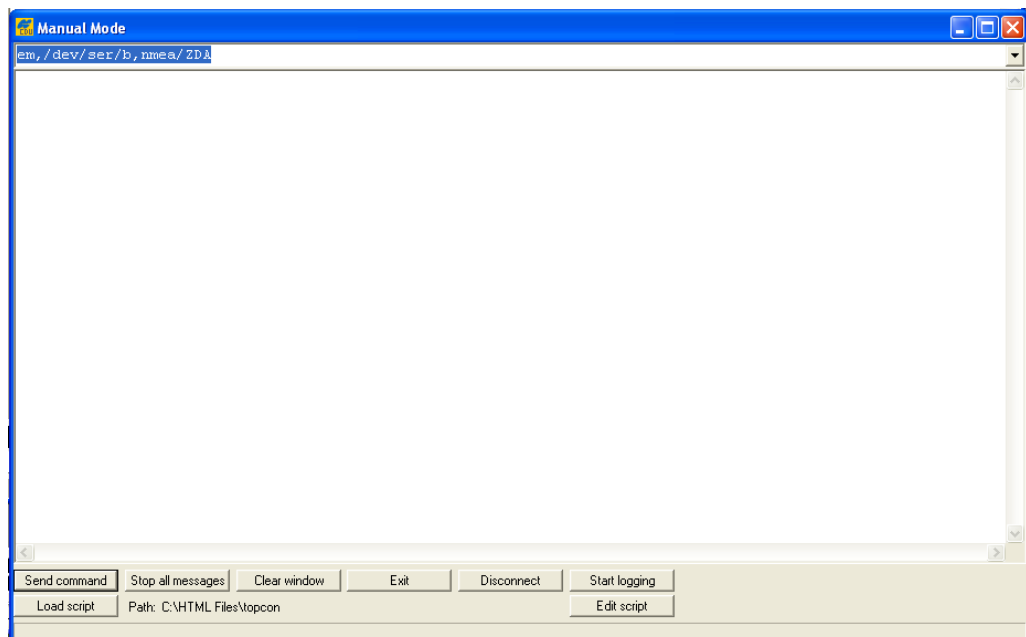 CDU Manual Mode
em,/dev/ser/b,nmea/ZDA
Send command Stop all messages Clear window Exit Disconnect Start logging
Load script Path: C:\HTML Files\topcon Edit script